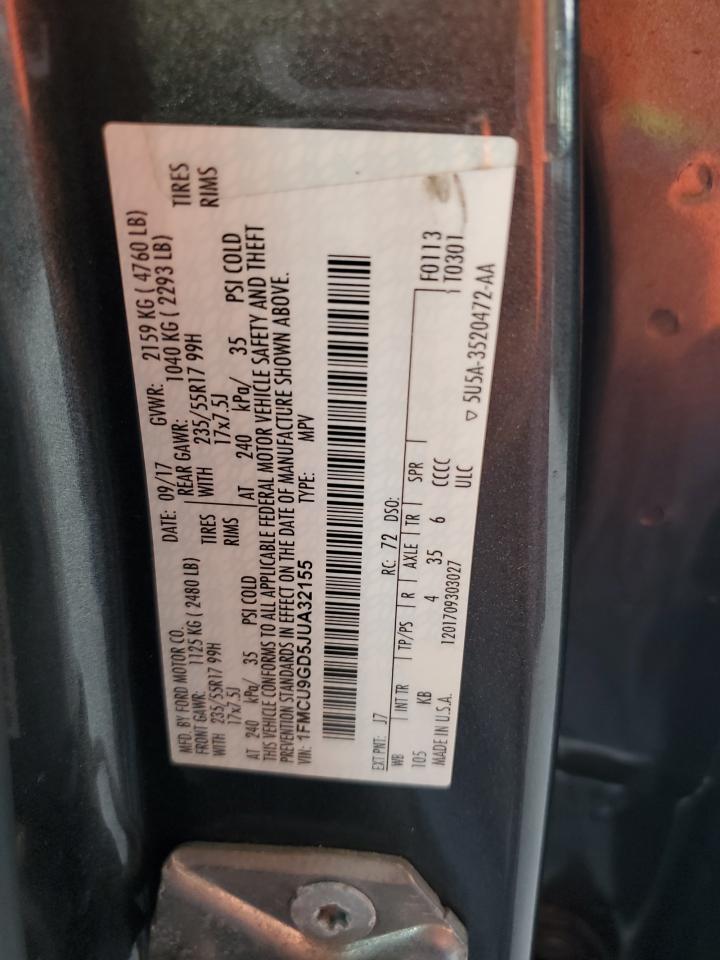 MFD. BY FORD MOTOR CO. DATE: 09/17 GVWR: 2159 KG ( 4760 LB)
FRONT GAWR: 1125 KG ( 2480 LB) REAR GAWR: 1040 KG ( 2293 LB)
WITH 235/55R17 99H TIRES WITH 235/55R17 99H TIRES
17x7.5J RIMS 17x7.5J RIMS
AT 240 kPa/ 35 PSI COLD AT 240 kPa/ 35 PSI COLD
THIS VEHICLE CONFORMS TO ALL APPLICABLE FEDERAL MOTOR VEHICLE SAFETY AND THEFT
PREVENTION STANDARDS IN EFFECT ON THE DATE OF MANUFACTURE SHOWN ABOVE.
VIN: 1FMCU9GD5JUA32155 TYPE: MPV
EXT PNT: J7 RC: 72 DSO: F0113
WB INT TR TP/PS R AXLE TR SPR T0301
105 KB 4 35 6 CCCC
MADE IN U.S.A. 1201709303027 ULC ▽ 5U5A-3520472-AA